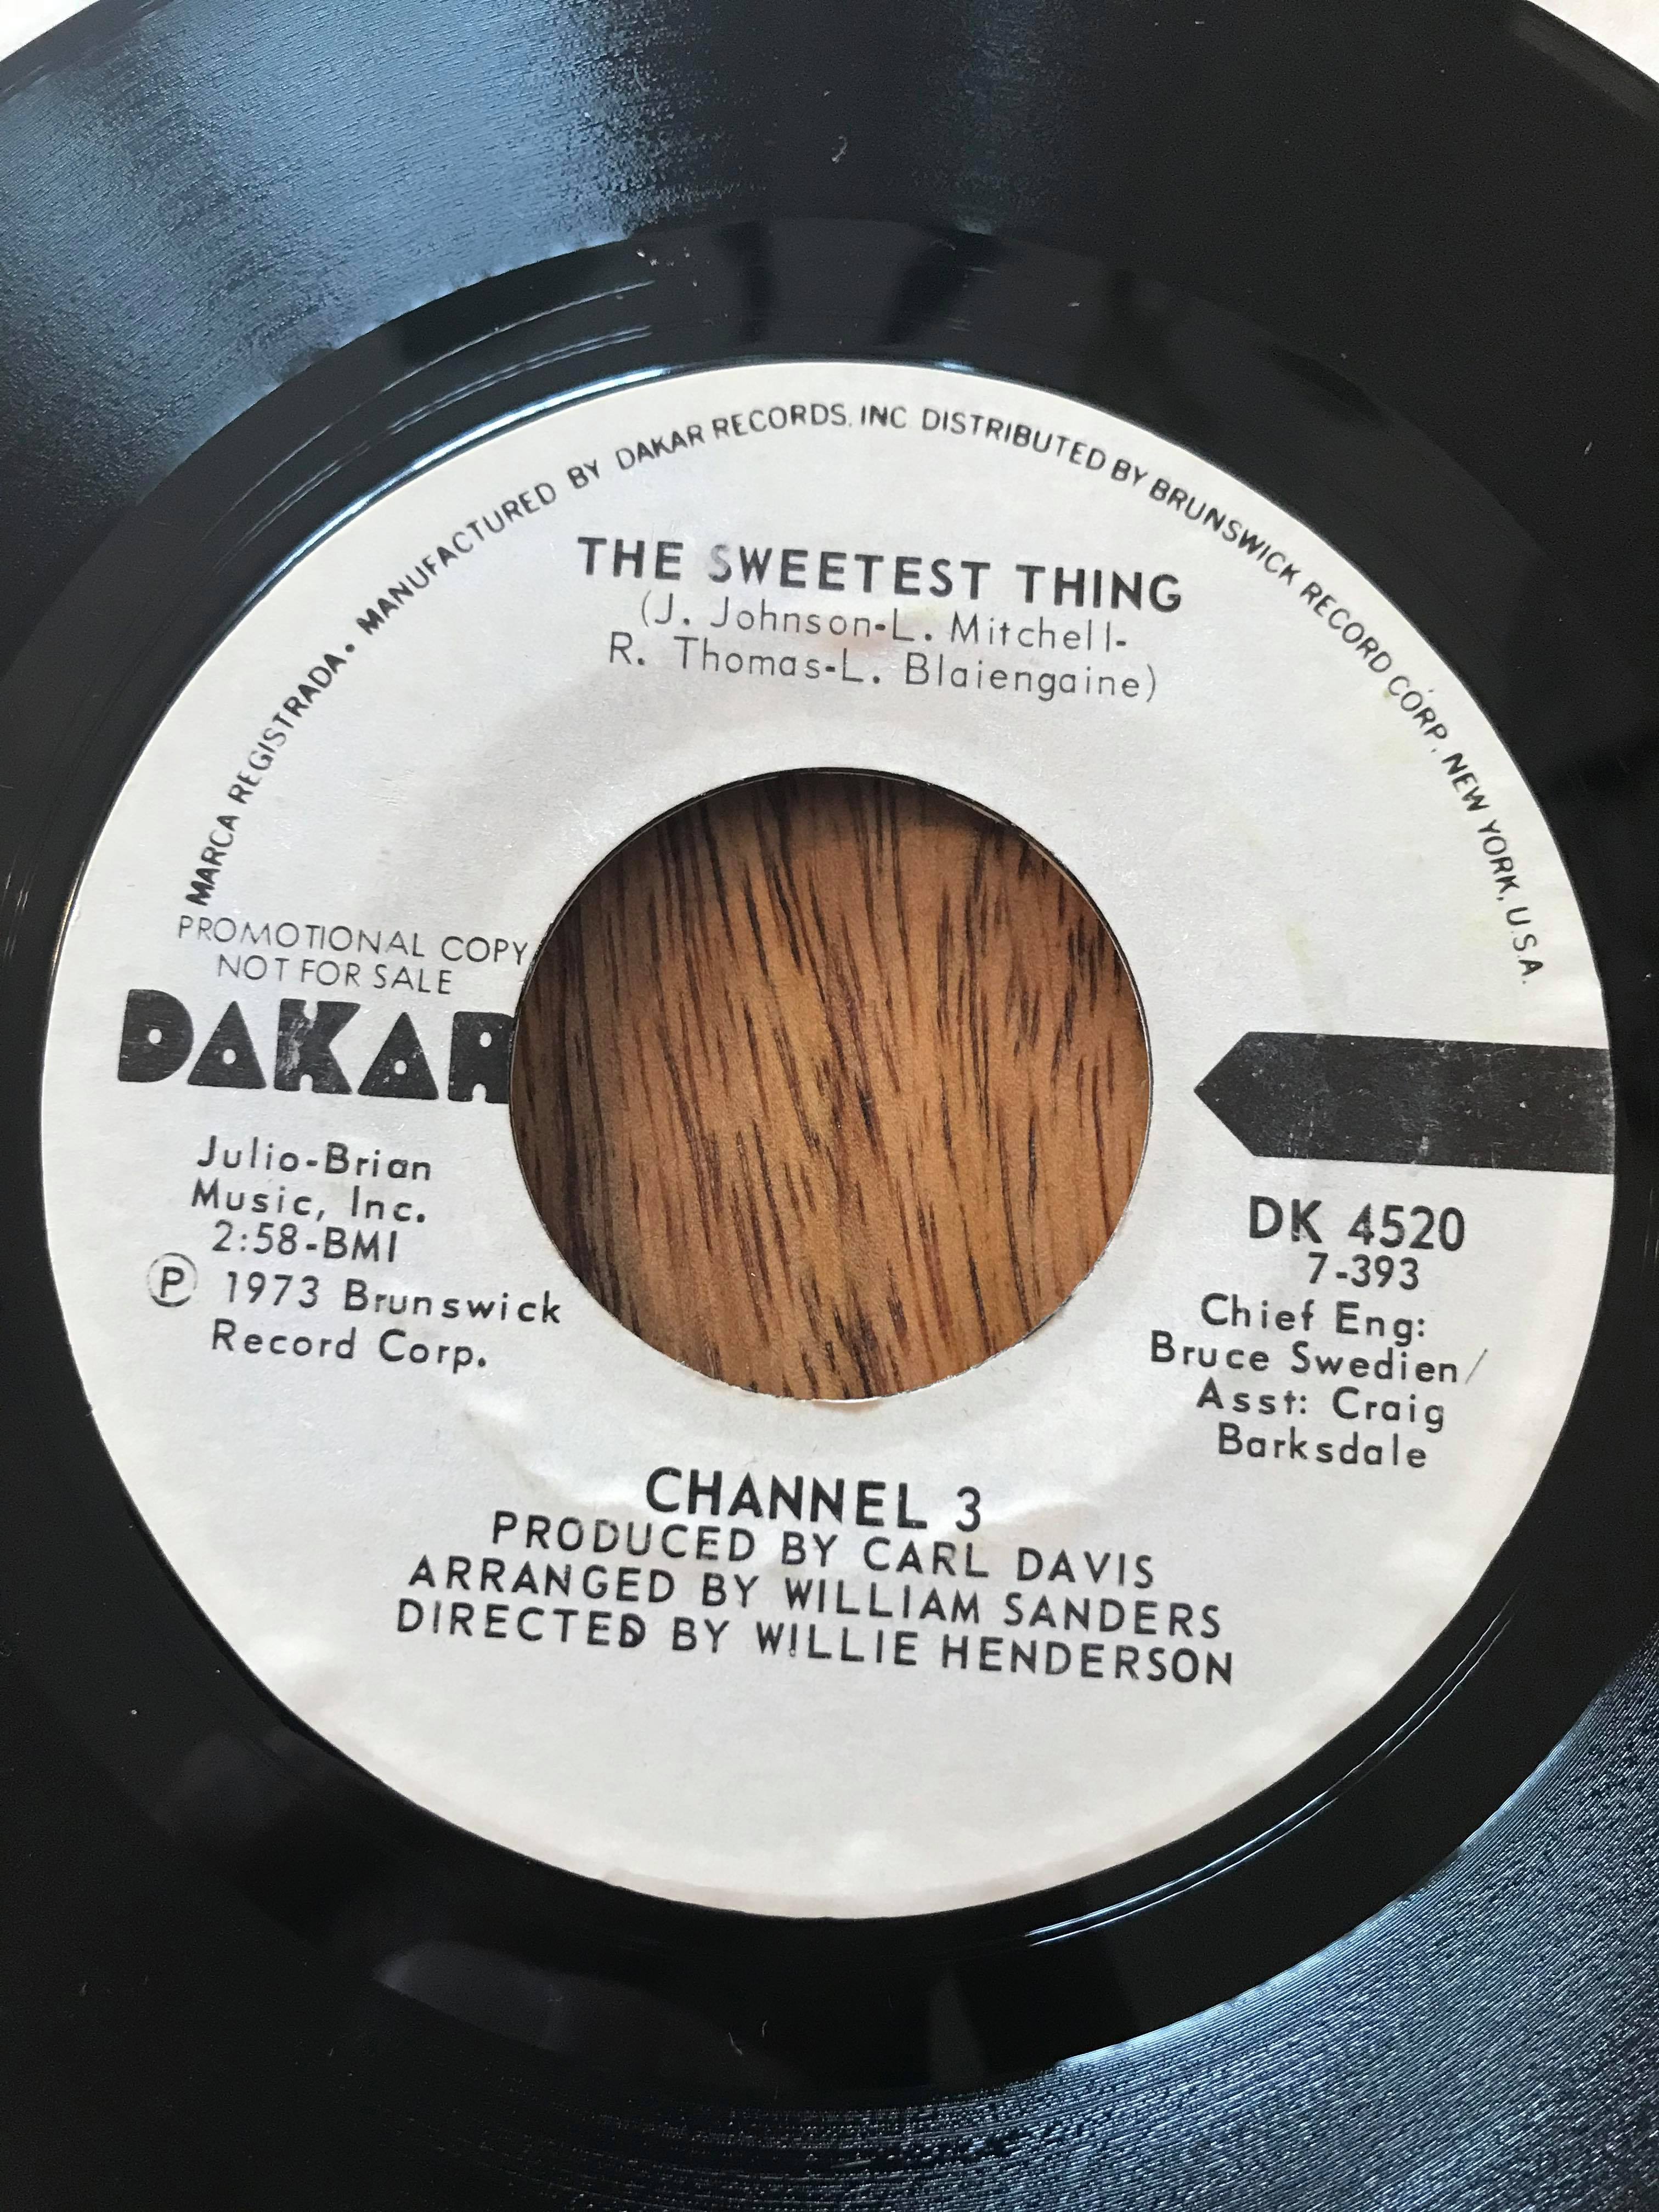 MARCA REGISTRADA. MANUFACTURED BY DAKAR RECORDS, INC DISTRIBUTED BY BRUNSWICK RECORD CORP. NEW YORK, U.S.A.
THE SWEETEST THING
(J. Johnson-L. Mitchell-
R. Thomas-L. Blaiengaine)
PROMOTIONAL COPY
NOT FOR SALE
DAKAR
Julio-Brian
Music, Inc.
2:58-BMI
Ⓟ 1973 Brunswick
Record Corp.
DK 4520
7-393
Chief Eng:
Bruce Swedien/
Asst: Craig
Barksdale
CHANNEL 3
PRODUCED BY CARL DAVIS
ARRANGED BY WILLIAM SANDERS
DIRECTED BY WILLIE HENDERSON